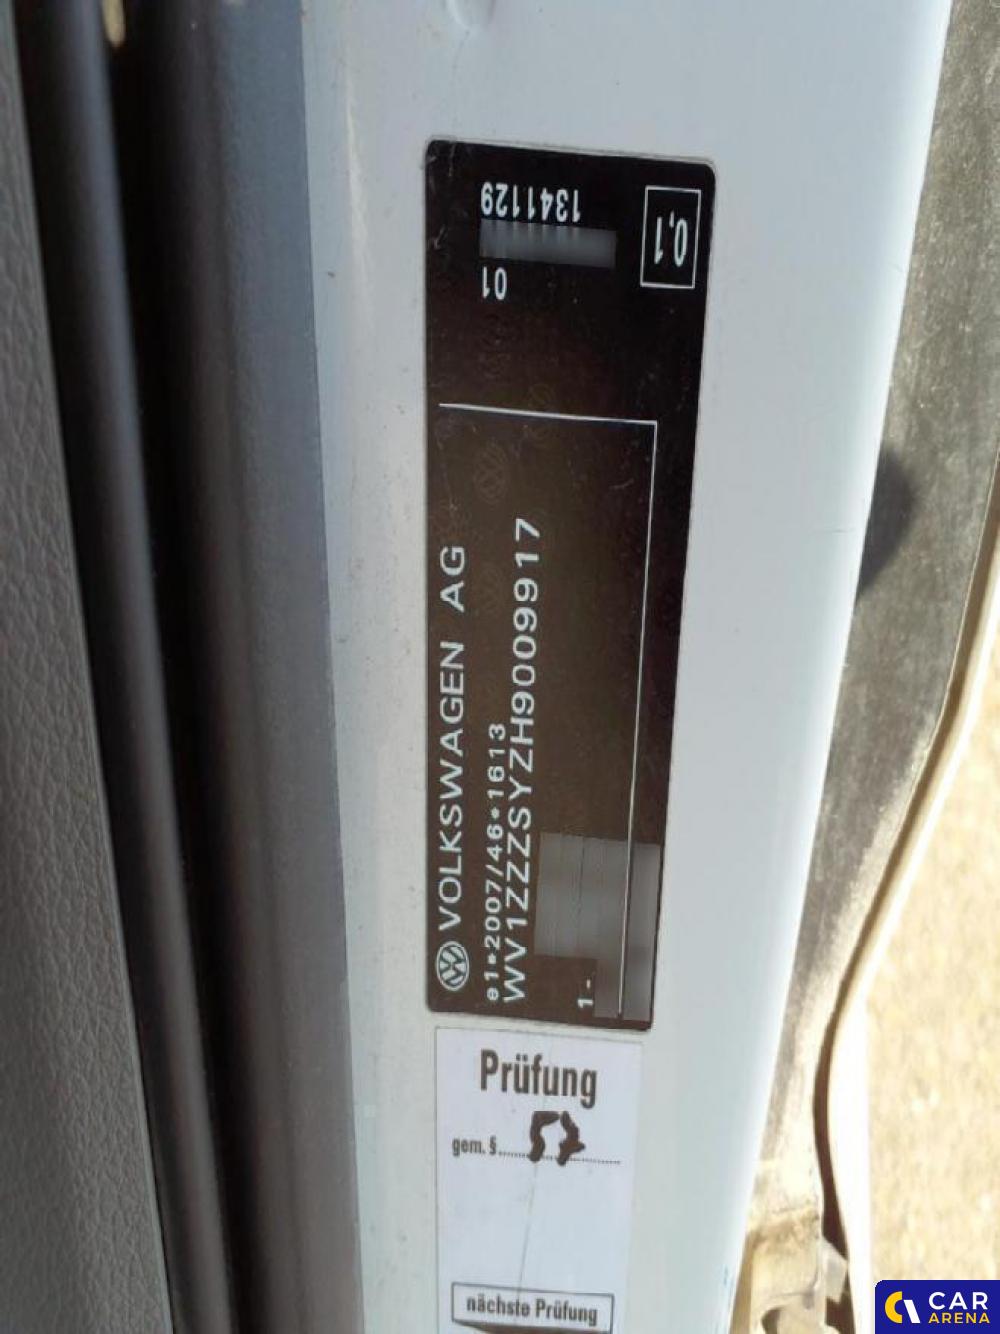 VOLKSWAGEN AG
e1*2007/46*1613
WV1ZZZSYZH9009917
1-
01
1341129
0,1
Prüfung
gem. §......57......
nächste Prüfung
CAR
ARENA